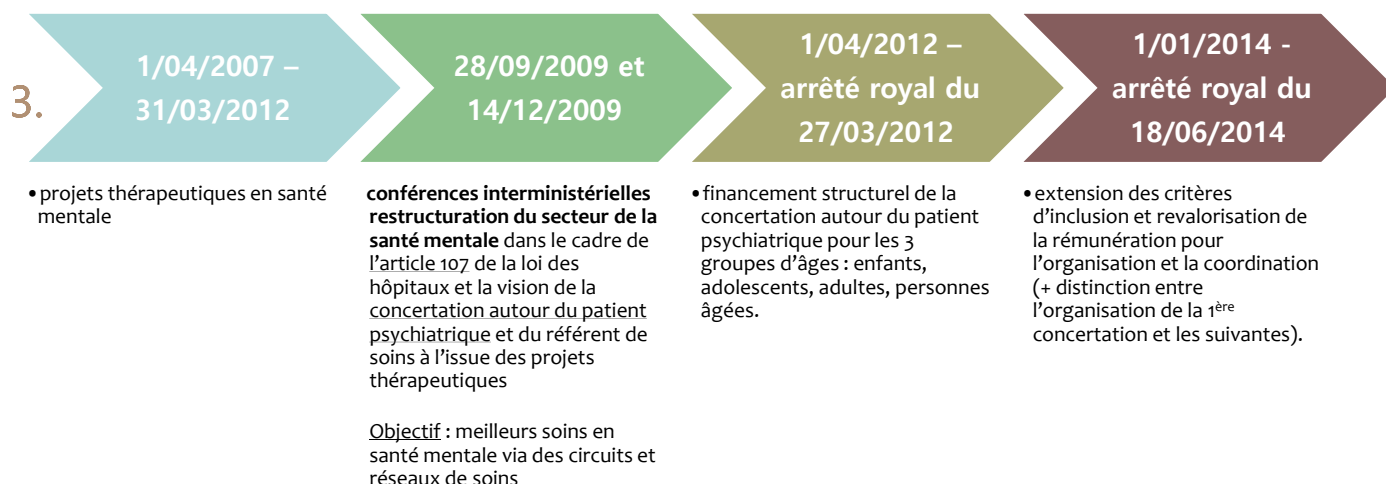 3.
1/04/2007 –
31/03/2012
28/09/2009 et
14/12/2009
1/04/2012 –
arrêté royal du
27/03/2012
1/01/2014 -
arrêté royal du
18/06/2014
•projets thérapeutiques en santé
mentale
conférences interministérielles
restructuration du secteur de la
santé mentale dans le cadre de
l’article 107 de la loi des
hôpitaux et la vision de la
concertation autour du patient
psychiatrique et du référent de
soins à l’issue des projets
thérapeutiques
Objectif : meilleurs soins en
santé mentale via des circuits et
réseaux de soins
•financement structurel de la
concertation autour du patient
psychiatrique pour les 3
groupes d’âges : enfants,
adolescents, adultes, personnes
âgées.
•extension des critères
d’inclusion et revalorisation de
la rémunération pour
l’organisation et la coordination
(+ distinction entre
l’organisation de la 1ère
concertation et les suivantes).